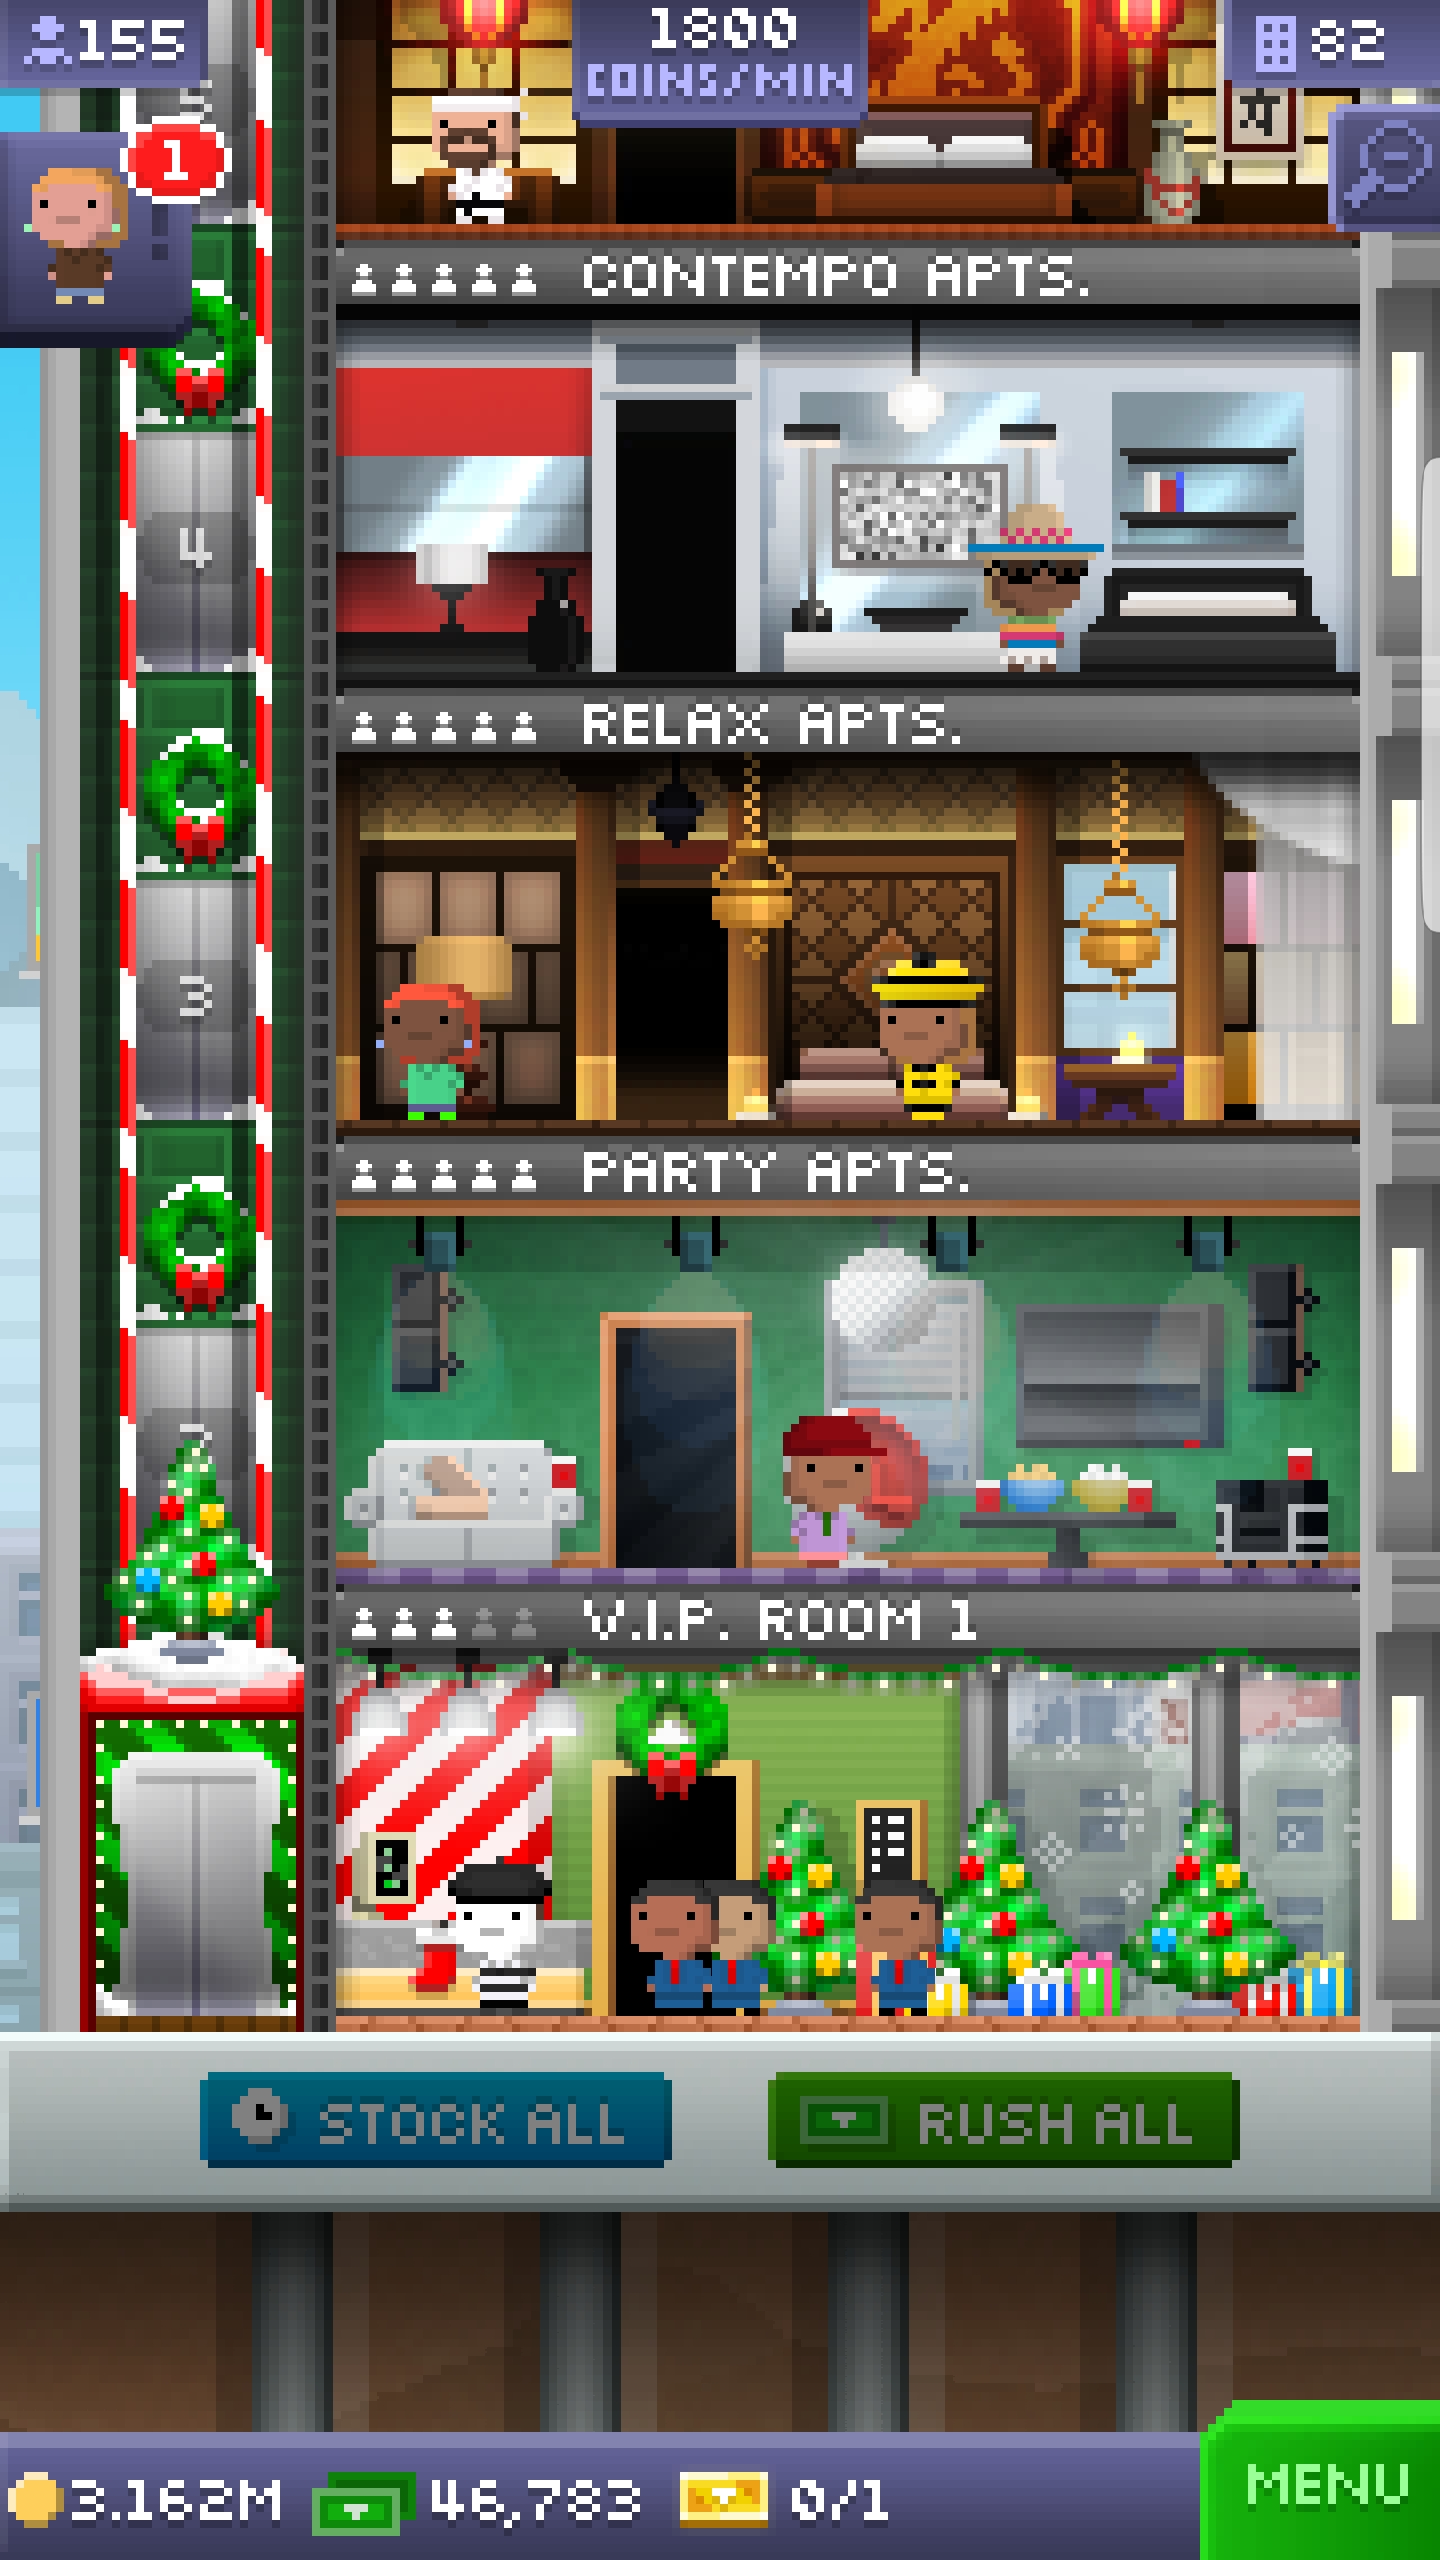 155
1800
COINS/MIN
82
5
1
CONTEMPO APTS.
4
RELAX APTS.
3
PARTY APTS.
V.I.P. ROOM 1
STOCK ALL
RUSH ALL
3.162M
46,783
0/1
MENU